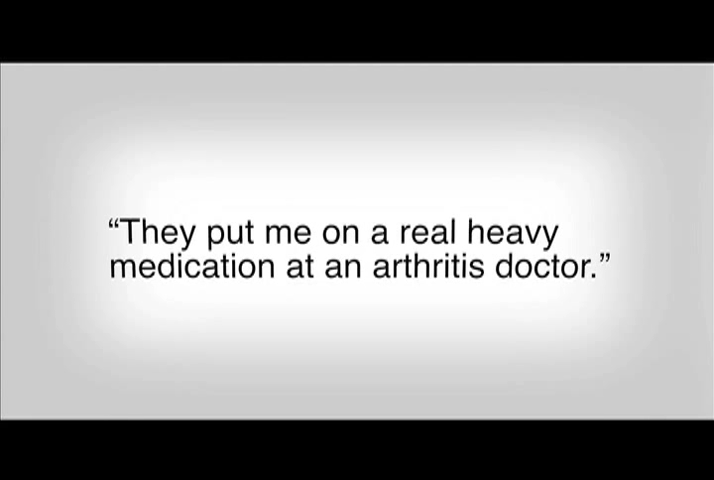 “They put me on a real heavy
medication at an arthritis doctor.”